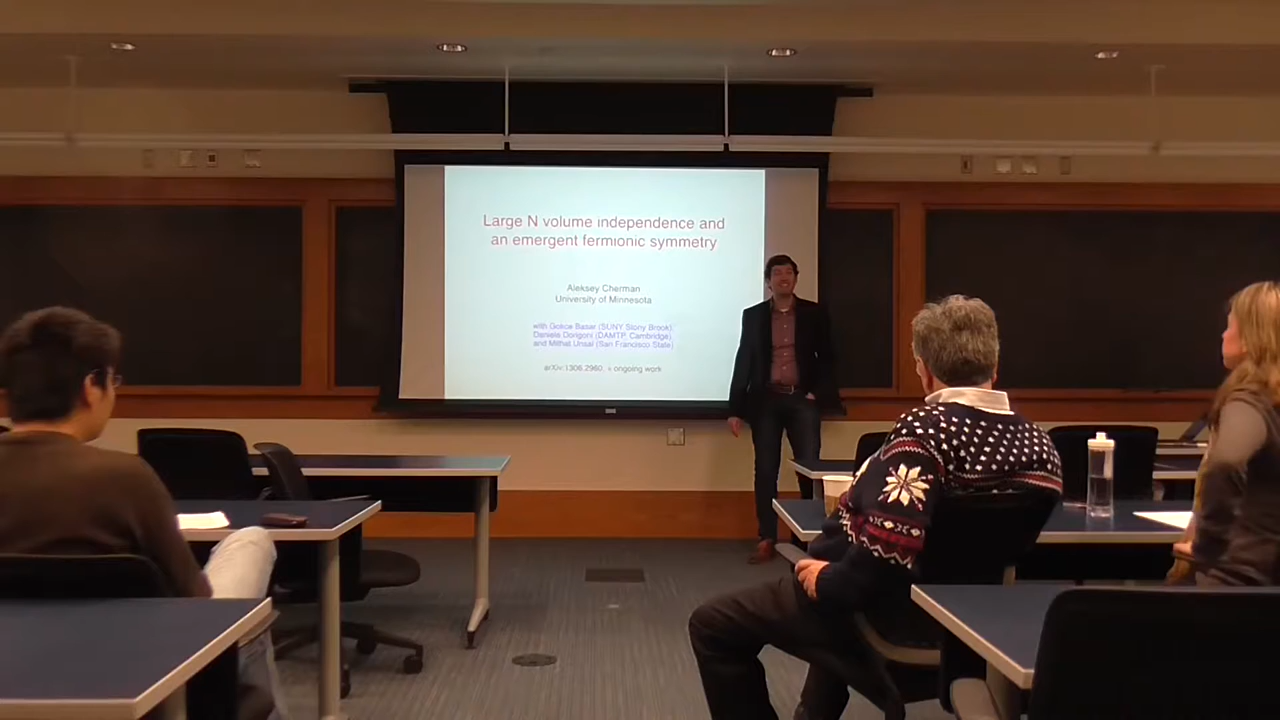 Large N volume independence and
an emergent fermionic symmetry
Aleksey Cherman
University of Minnesota
with Gokce Basar (SUNY Stony Brook),
Daniele Dorigoni (DAMTP, Cambridge),
and Mithat Unsal (San Francisco State)
arXiv:1306.2960, + ongoing work